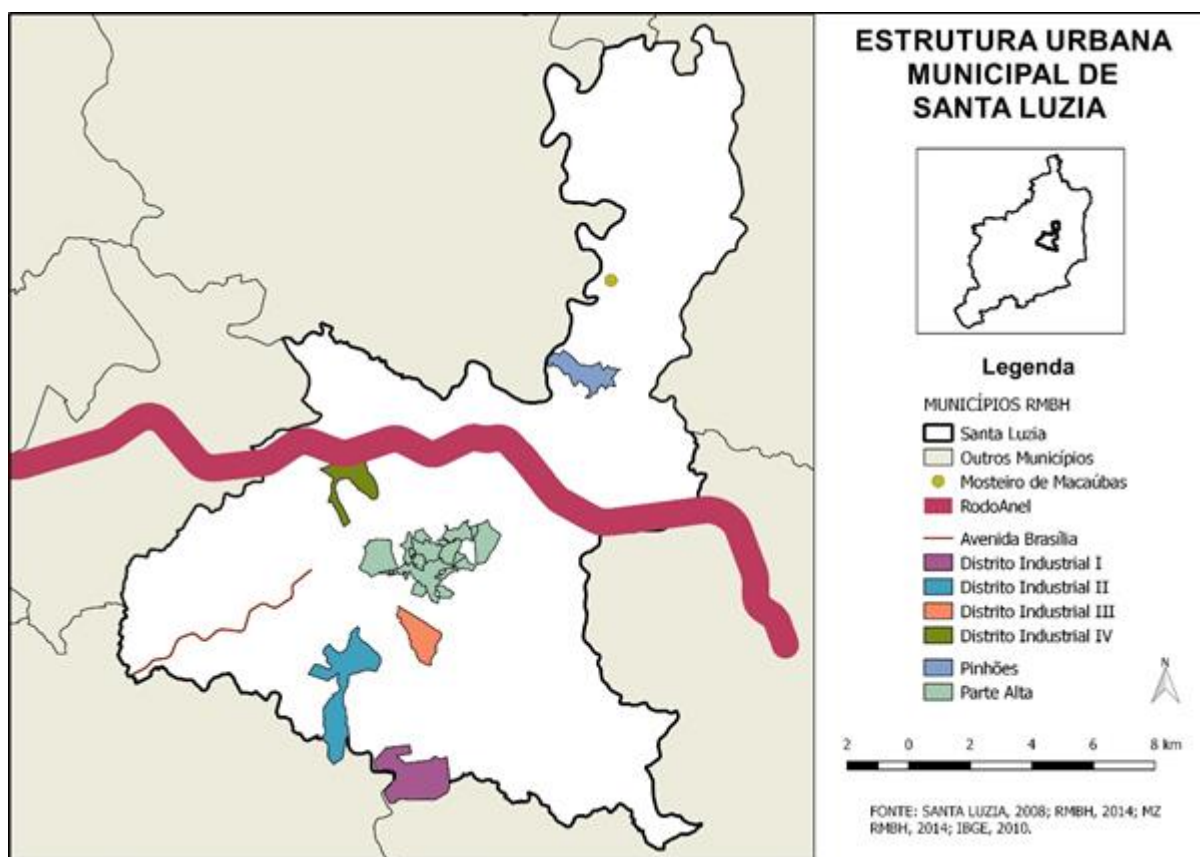 ESTRUTURA URBANA
MUNICIPAL DE
SANTA LUZIA
Legenda
MUNICÍPIOS RMBH
Santa Luzia
Outros Municípios
Mosteiro de Macaúbas
RodoAnel
Avenida Brasília
Distrito Industrial I
Distrito Industrial II
Distrito Industrial III
Distrito Industrial IV
Pinhões
Parte Alta
N
2 0 2 4 6 8 km
FONTE: SANTA LUZIA, 2008; RMBH, 2014; MZ
RMBH, 2014; IBGE, 2010.